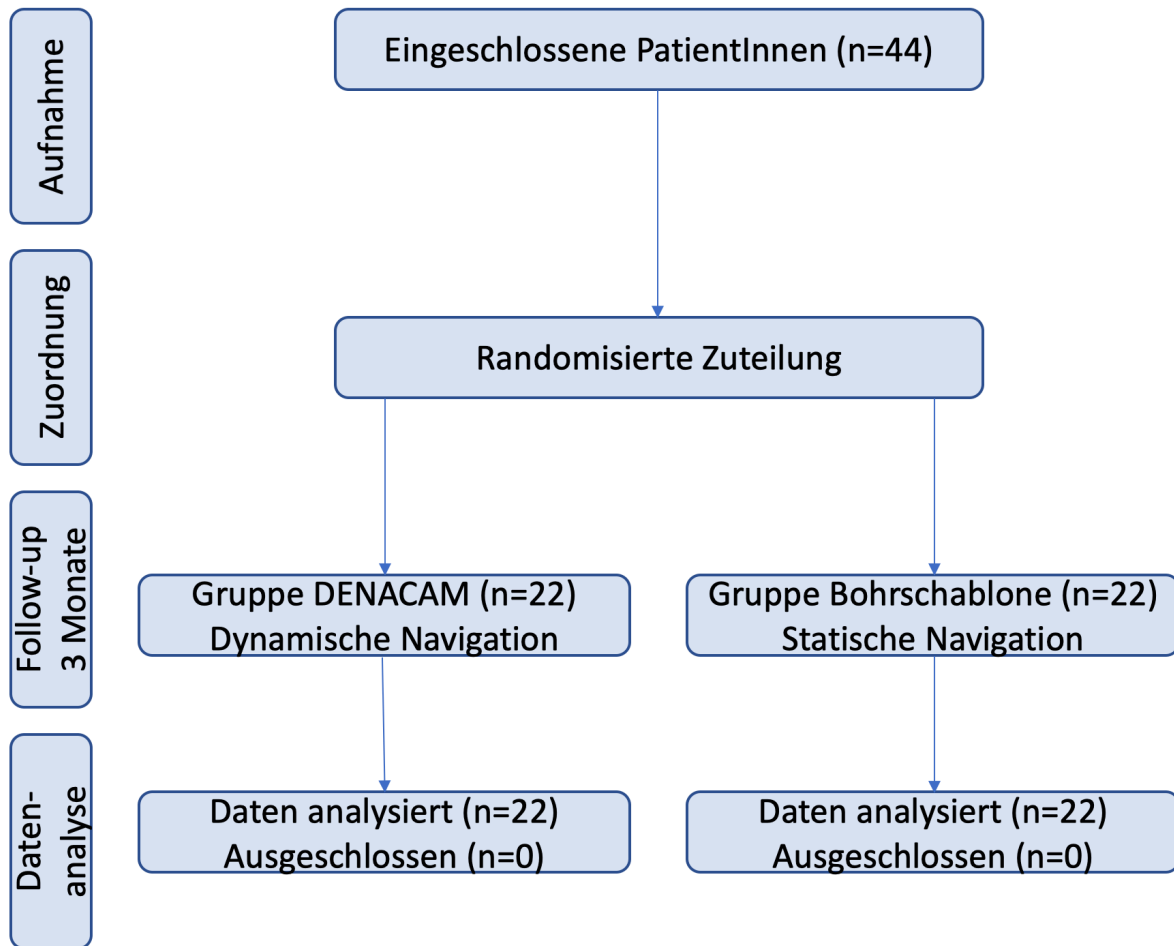 Aufnahme
Eingeschlossene PatientInnen (n=44)
Zuordnung
Randomisierte Zuteilung
Follow-up
3 Monate
Gruppe DENACAM (n=22)
Dynamische Navigation
Gruppe Bohrschablone (n=22)
Statische Navigation
Daten-
analyse
Daten analysiert (n=22)
Ausgeschlossen (n=0)
Daten analysiert (n=22)
Ausgeschlossen (n=0)